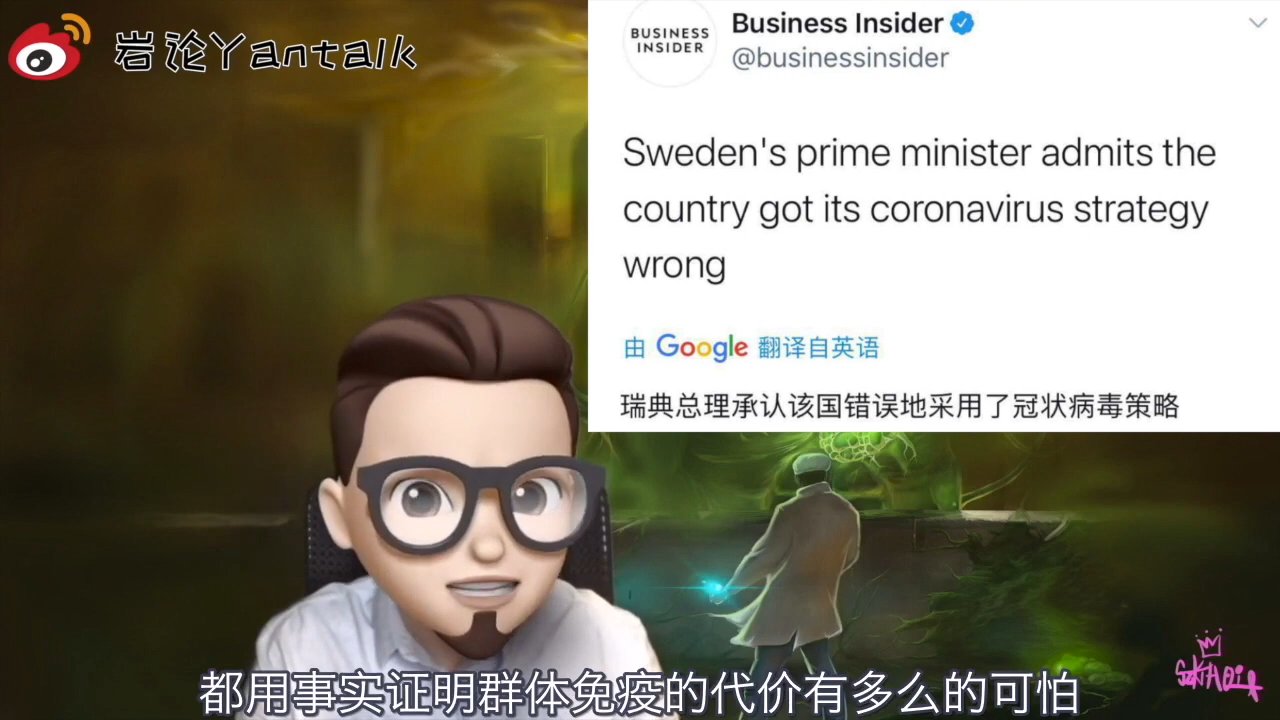 岩论Yantalk
BUSINESS
INSIDER
Business Insider
@businessinsider
Sweden's prime minister admits the
country got its coronavirus strategy
wrong
由 Google 翻译自英语
瑞典总理承认该国错误地采用了冠状病毒策略
都用事实证明群体免疫的代价有多么的可怕